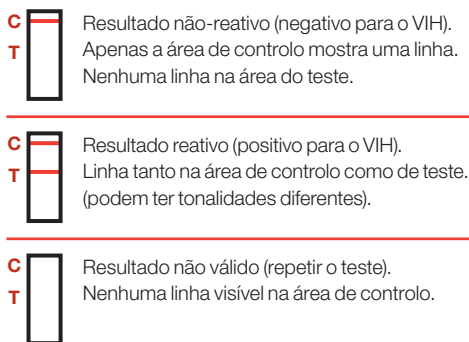 C
T
Resultado não-reativo (negativo para o VIH).
Apenas a área de controlo mostra uma linha.
Nenhuma linha na área do teste.
C
T
Resultado reativo (positivo para o VIH).
Linha tanto na área de controlo como de teste.
(podem ter tonalidades diferentes).
C
T
Resultado não válido (repetir o teste).
Nenhuma linha visível na área de controlo.